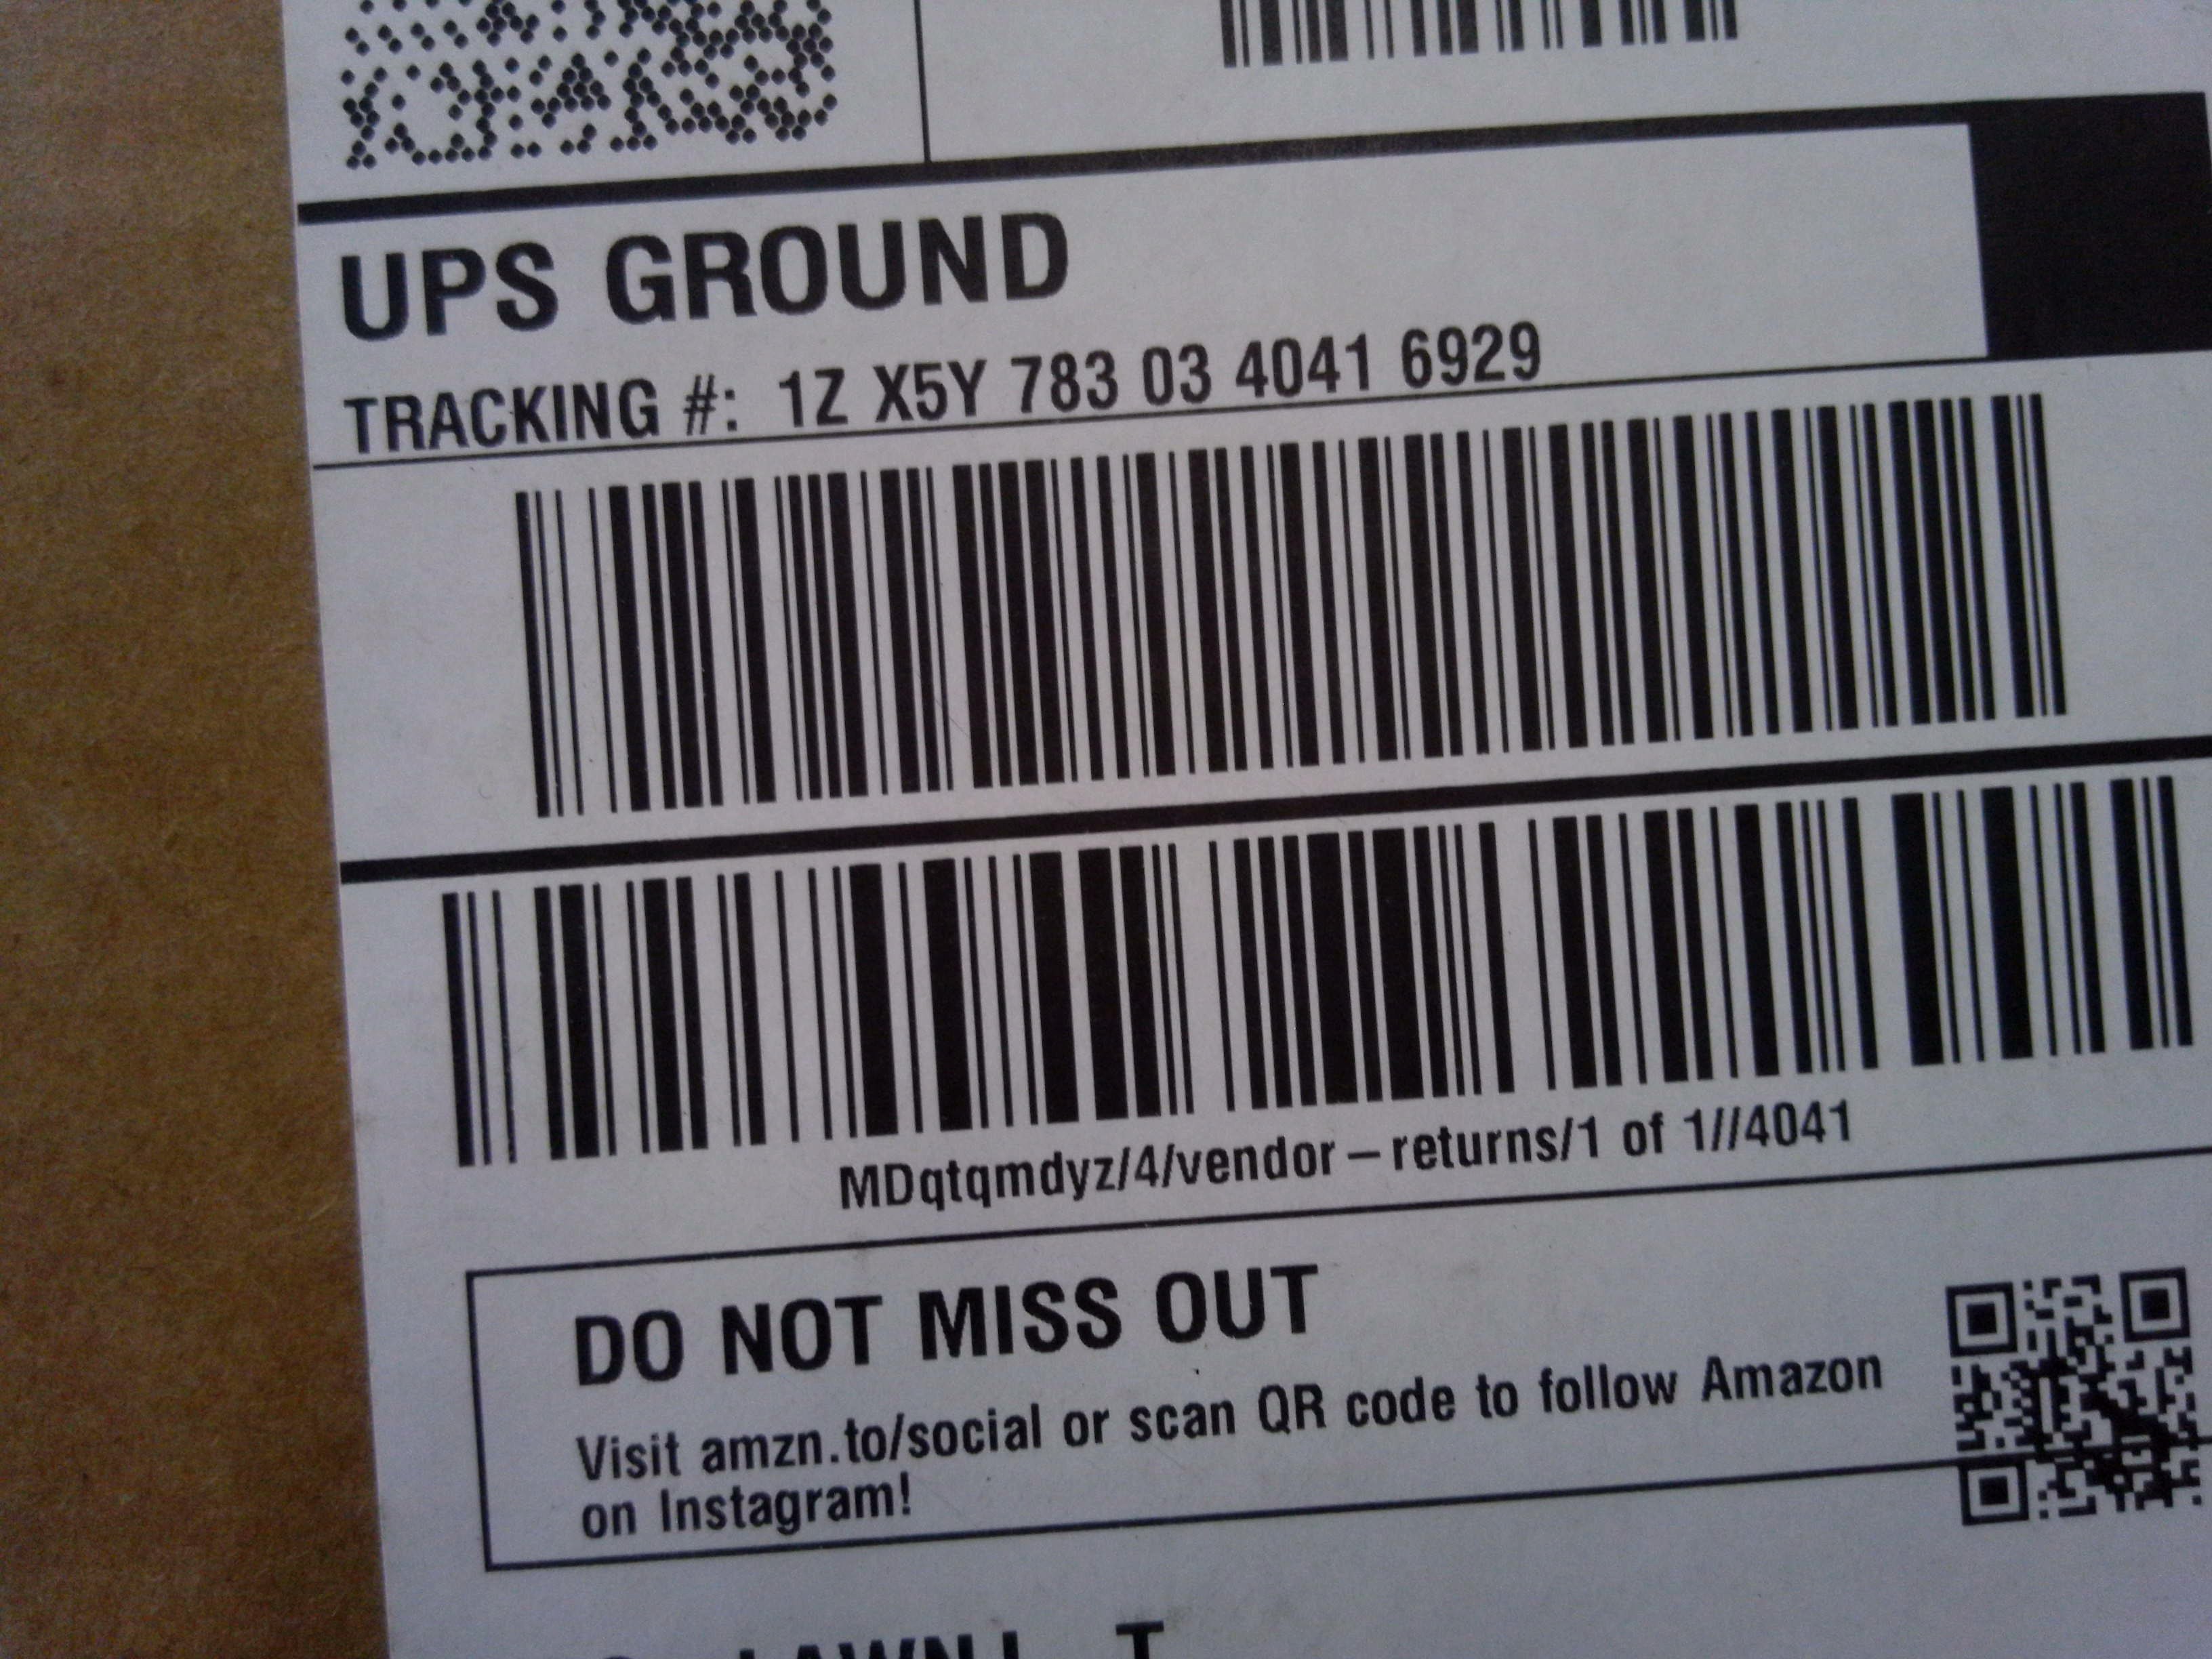 UPS GROUND
TRACKING #: 1Z X5Y 783 03 4041 6929
MDqtqmdyz/4/vendor-returns/1 of 1//4041
DO NOT MISS OUT
Visit amzn.to/social or scan QR code to follow Amazon
on Instagram!